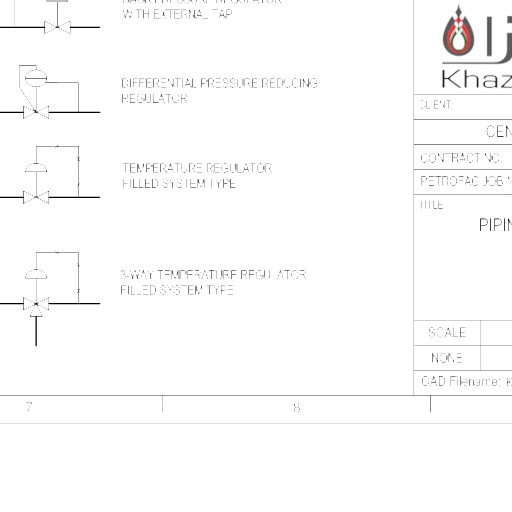 WITH EXTERNAL TAP
DIFFERENTIAL PRESSURE REDUCING
REGULATOR
TEMPERATURE REGULATOR
FILLED SYSTEM TYPE
3-WAY TEMPERATURE REGULATOR
FILLED SYSTEM TYPE
Khaz
CLIENT:
CEN
CONTRACT NO.
PETROFAC JOB N
TITLE
PIPIN
SCALE
NONE
CAD Filename: K
7
8